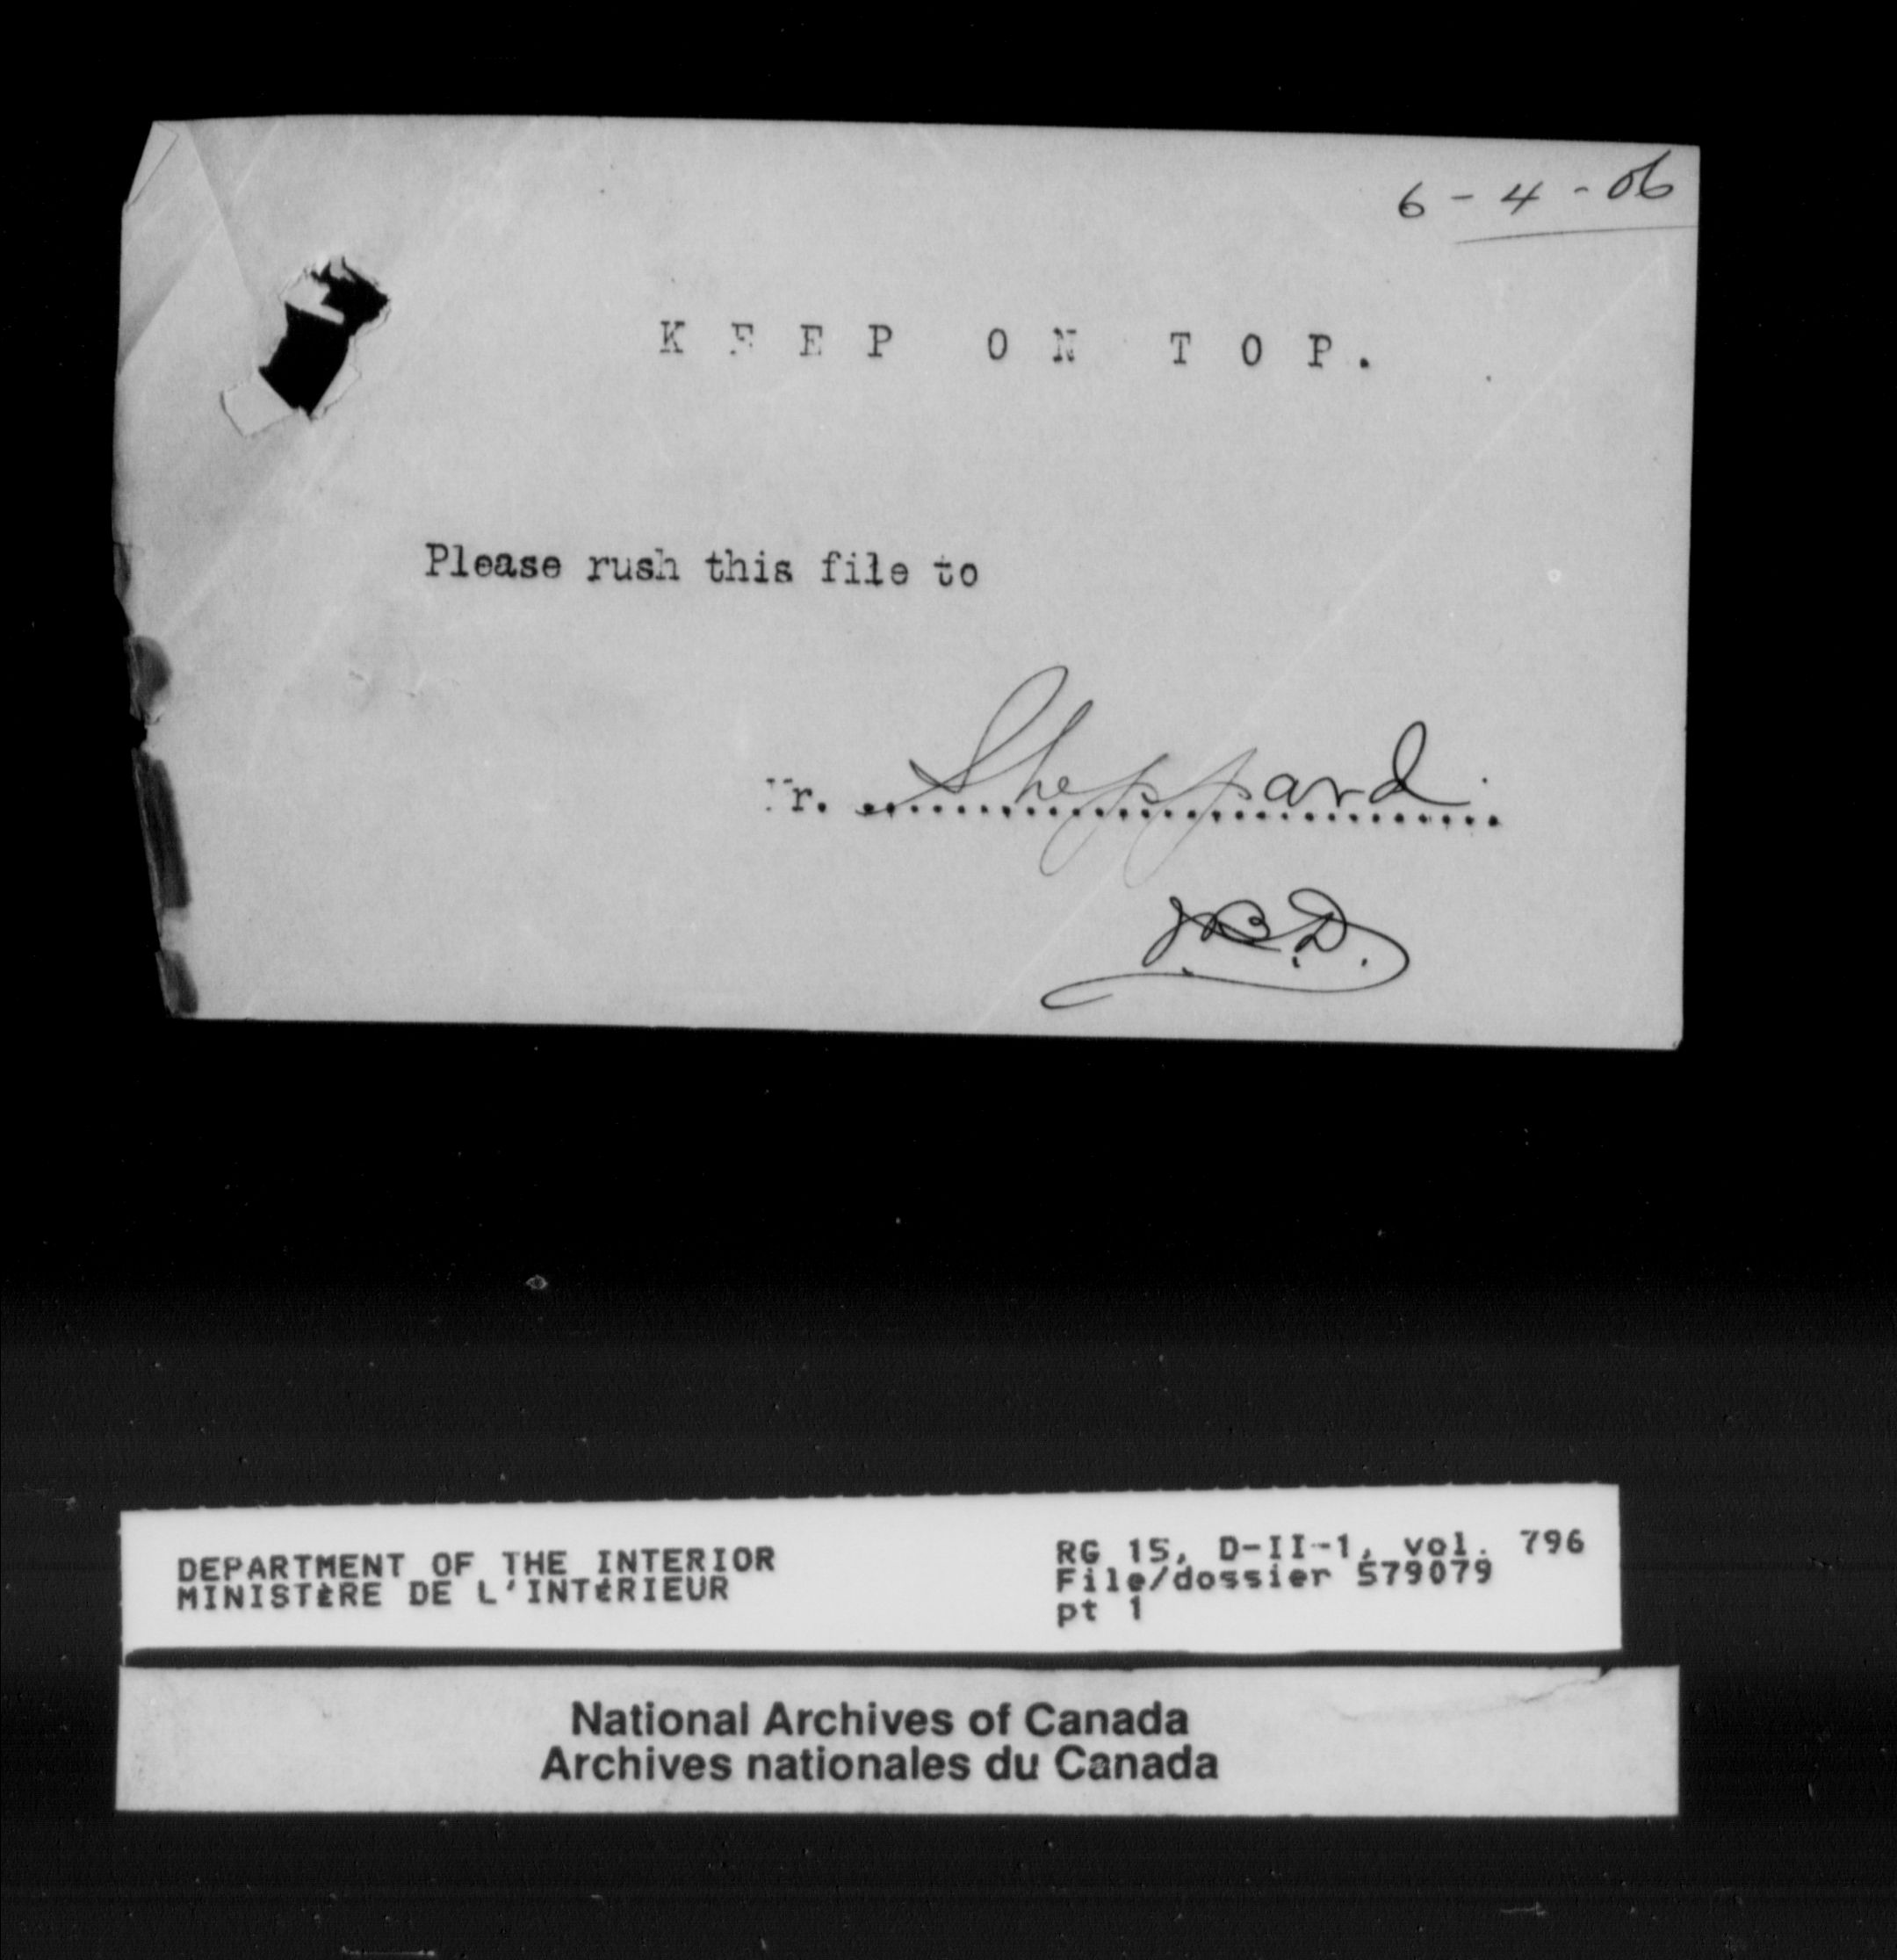 6-4-06
KEEP ON TOP.
Please rush this file to
Mr. Sheppard.
J.B.D.
DEPARTMENT OF THE INTERIOR
MINISTÈRE DE L'INTÉRIEUR
RG 15, D-II-1, vol. 796
File/dossier 579079
pt 1
National Archives of Canada
Archives nationales du Canada